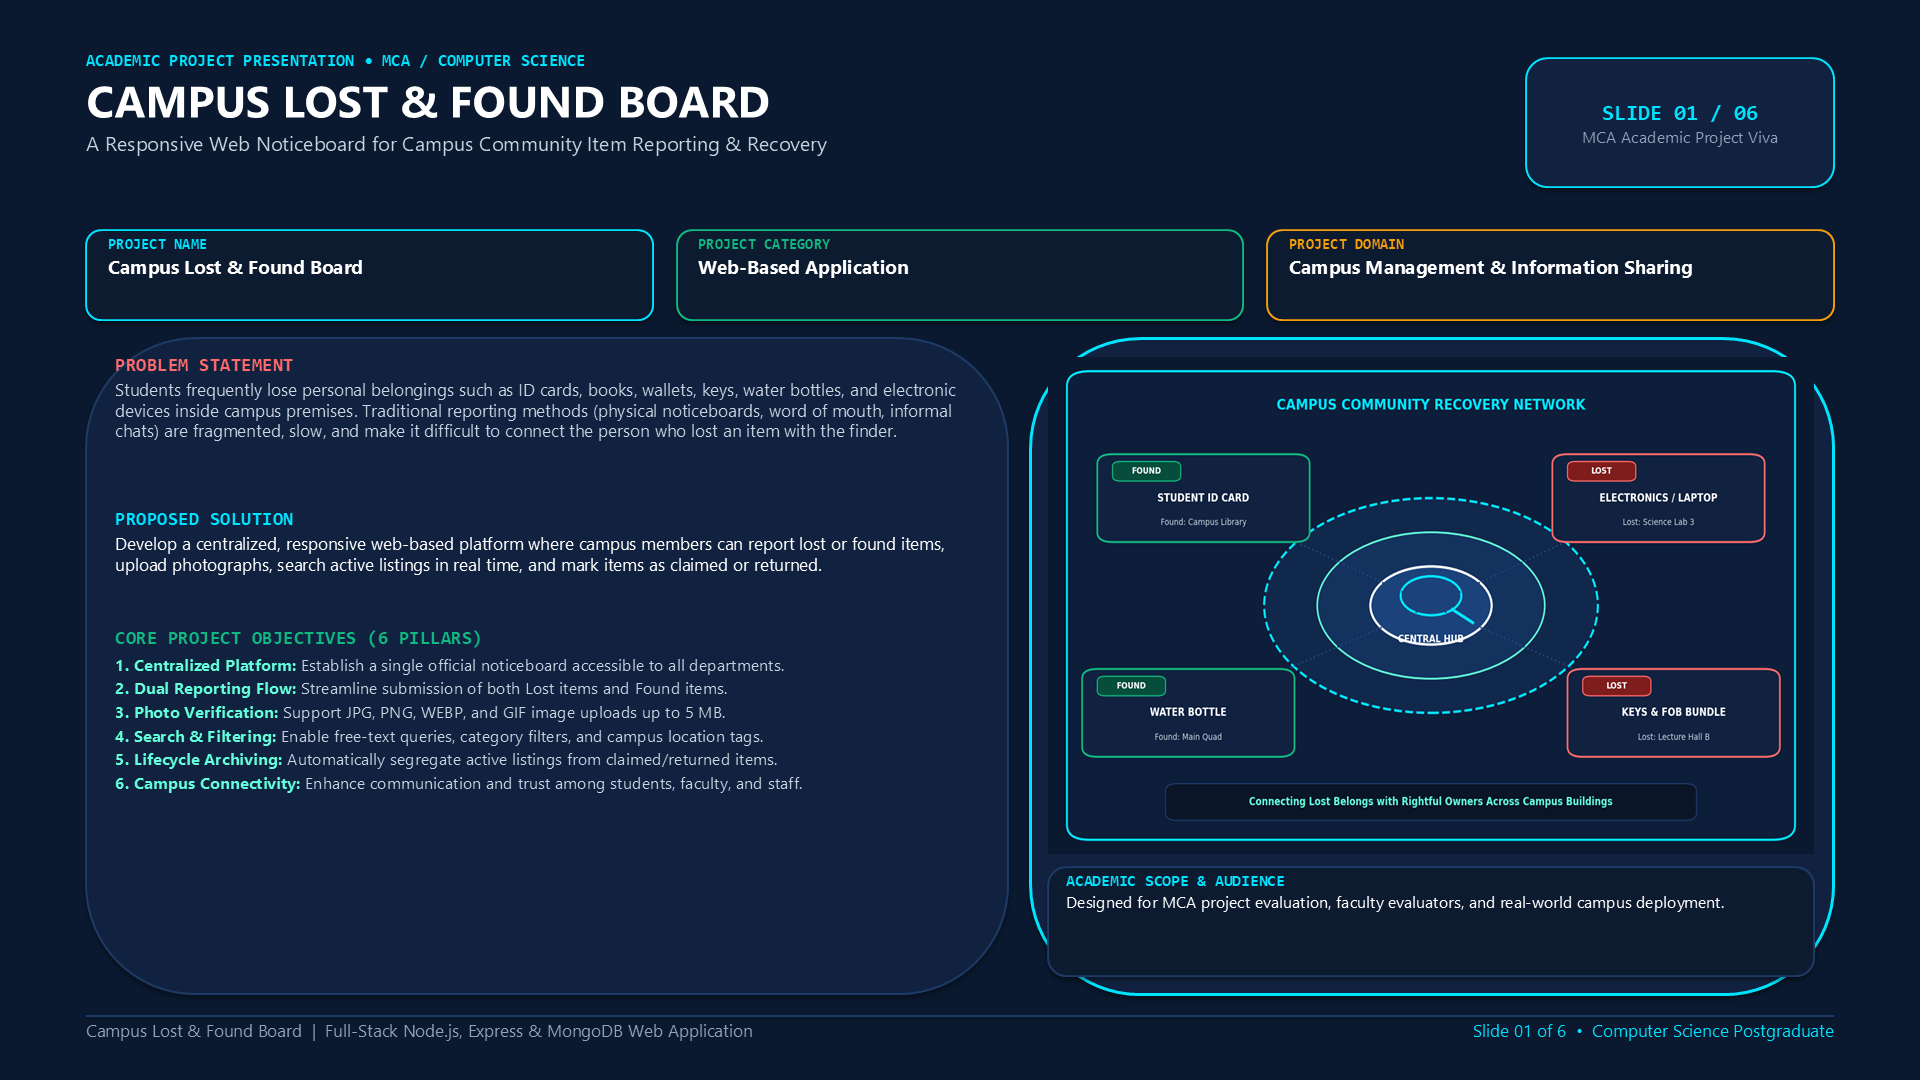 ACADEMIC PROJECT PRESENTATION • MCA / COMPUTER SCIENCE
CAMPUS LOST & FOUND BOARD
A Responsive Web Noticeboard for Campus Community Item Reporting & Recovery
SLIDE 01 / 06
MCA Academic Project Viva
PROJECT NAME
Campus Lost & Found Board
PROJECT CATEGORY
Web-Based Application
PROJECT DOMAIN
Campus Management & Information Sharing
PROBLEM STATEMENT
Students frequently lose personal belongings such as ID cards, books, wallets, keys, water bottles, and electronic
devices inside campus premises. Traditional reporting methods (physical noticeboards, word of mouth, informal
chats) are fragmented, slow, and make it difficult to connect the person who lost an item with the finder.
PROPOSED SOLUTION
Develop a centralized, responsive web-based platform where campus members can report lost or found items,
upload photographs, search active listings in real time, and mark items as claimed or returned.
CORE PROJECT OBJECTIVES (6 PILLARS)
1. Centralized Platform: Establish a single official noticeboard accessible to all departments.
2. Dual Reporting Flow: Streamline submission of both Lost items and Found items.
3. Photo Verification: Support JPG, PNG, WEBP, and GIF image uploads up to 5 MB.
4. Search & Filtering: Enable free-text queries, category filters, and campus location tags.
5. Lifecycle Archiving: Automatically segregate active listings from claimed/returned items.
6. Campus Connectivity: Enhance communication and trust among students, faculty, and staff.
CAMPUS COMMUNITY RECOVERY NETWORK
FOUND
STUDENT ID CARD
Found: Campus Library
LOST
ELECTRONICS / LAPTOP
Lost: Science Lab 3
CENTRAL HUB
FOUND
WATER BOTTLE
Found: Main Quad
LOST
KEYS & FOB BUNDLE
Lost: Lecture Hall B
Connecting Lost Belongs with Rightful Owners Across Campus Buildings
ACADEMIC SCOPE & AUDIENCE
Designed for MCA project evaluation, faculty evaluators, and real-world campus deployment.
Campus Lost & Found Board | Full-Stack Node.js, Express & MongoDB Web Application
Slide 01 of 6 • Computer Science Postgraduate